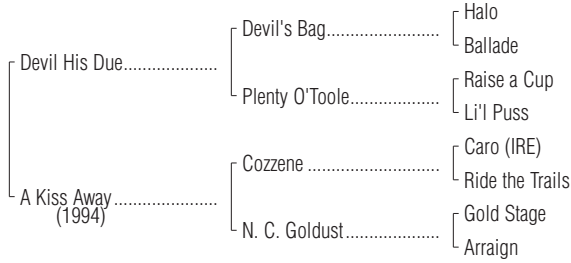 Halo
Devil's Bag......................
Ballade
Devil His Due...................
Raise a Cup
Plenty O'Toole..................
Li'l Puss
Caro (IRE)
Cozzene ..........................
Ride the Trails
A Kiss Away.....................
(1994)
Gold Stage
N. C. Goldust...................
Arraign